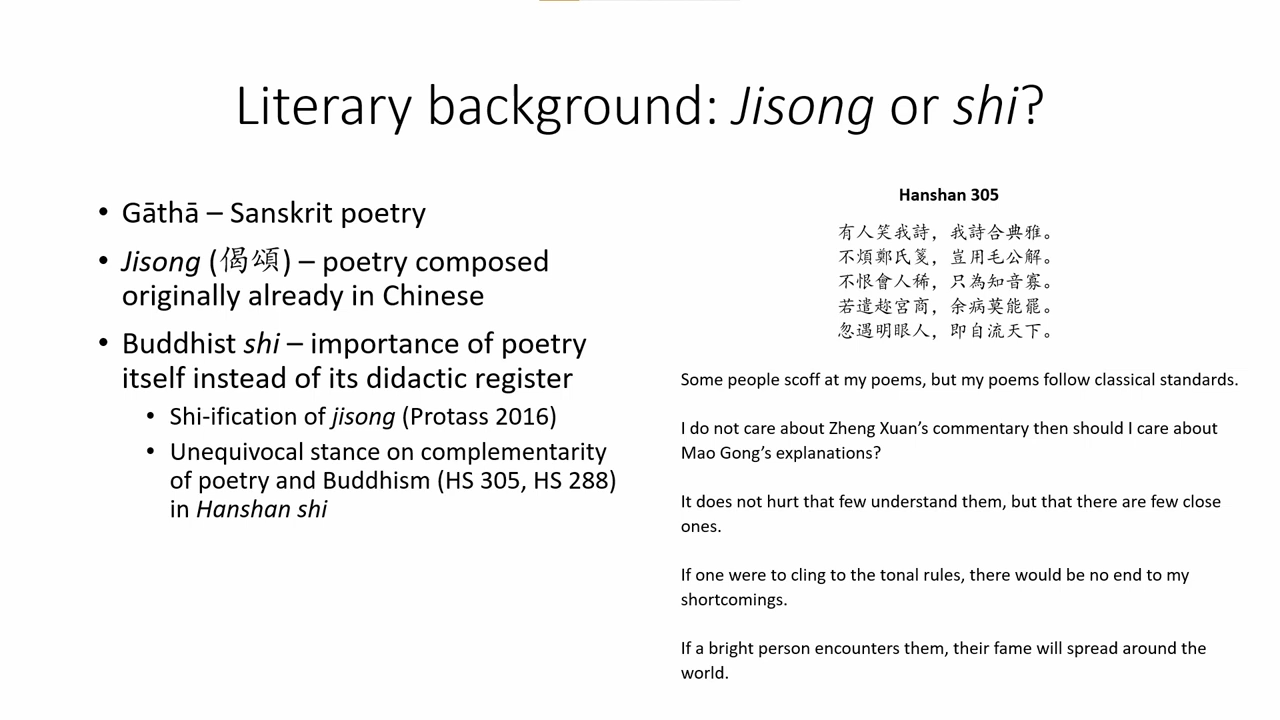 Literary background: Jisong or shi?
• Gāthā – Sanskrit poetry
• Jisong (偈頌) – poetry composed
originally already in Chinese
• Buddhist shi – importance of poetry
itself instead of its didactic register
• Shi-ification of jisong (Protass 2016)
• Unequivocal stance on complementarity
of poetry and Buddhism (HS 305, HS 288)
in Hanshan shi
Hanshan 305
有人笑我詩，我詩合典雅。
不煩鄭氏箋，豈用毛公解。
不恨會人稀，只為知音寡。
若遣趂宮商，余病莫能罷。
忽遇明眼人，即自流天下。
Some people scoff at my poems, but my poems follow classical standards.
I do not care about Zheng Xuan’s commentary then should I care about
Mao Gong’s explanations?
It does not hurt that few understand them, but that there are few close
ones.
If one were to cling to the tonal rules, there would be no end to my
shortcomings.
If a bright person encounters them, their fame will spread around the
world.